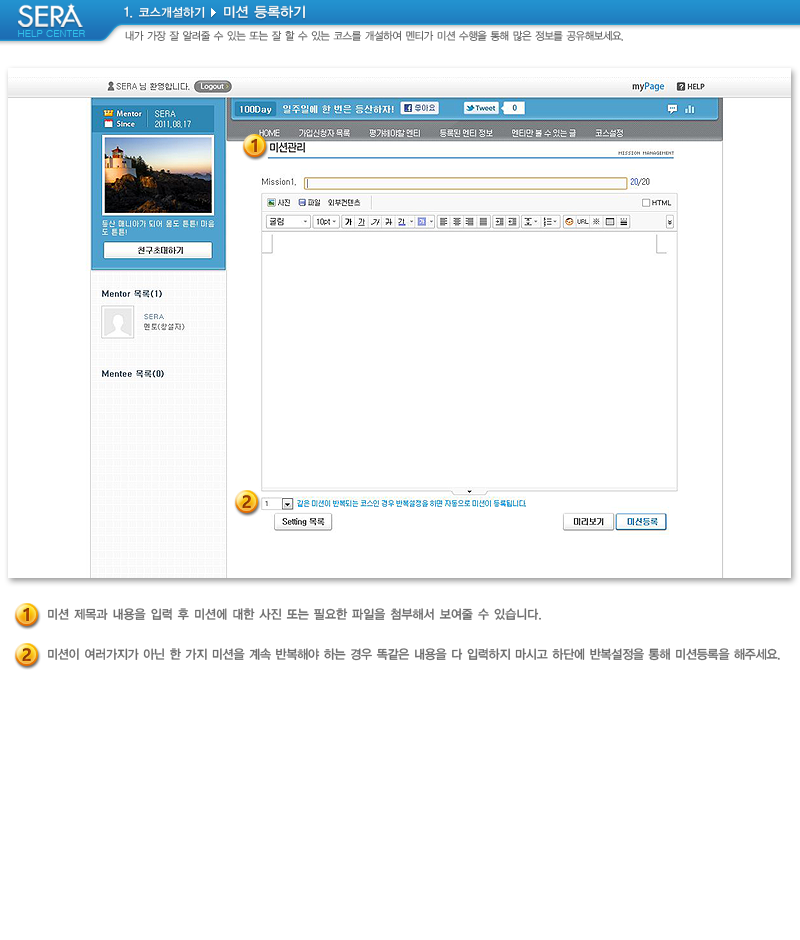 SERA
HELP CENTER
1. 코스개설하기 ▶ 미션 등록하기
내가 가장 잘 알려줄 수 있는 또는 잘 할 수 있는 코스를 개설하여 멘티가 미션 수행을 통해 많은 정보를 공유해보세요.
SERA 님 환영합니다. Logout
myPage ? HELP
Mentor SERA
Since 2011.08.17
등산 매니아가 되어 몸도 튼튼! 마음
도 튼튼!
친구초대하기
Mentor 목록(1)
SERA
멘토(창설자)
Mentee 목록(0)
100Day 일주일에 한 번은 등산하자! 좋아요 Tweet 0
HOME 가입신청자 목록 평가해야할 멘티 등록된 멘티 정보 멘티만 볼 수 있는 글 코스설정
1 미션관리
MISSION MANAGEMENT
Mission1. 20/20
사진 파일 외부컨텐츠 HTML
굴림 10pt 가 가 가 가 URL
2 1 같은 미션이 반복되는 코스인 경우 반복설정을 하면 자동으로 미션이 등록됩니다.
Setting 목록 미리보기 미션등록
1 미션 제목과 내용을 입력 후 미션에 대한 사진 또는 필요한 파일을 첨부해서 보여줄 수 있습니다.
2 미션이 여러가지가 아닌 한 가지 미션을 계속 반복해야 하는 경우 똑같은 내용을 다 입력하지 마시고 하단에 반복설정을 통해 미션등록을 해주세요.